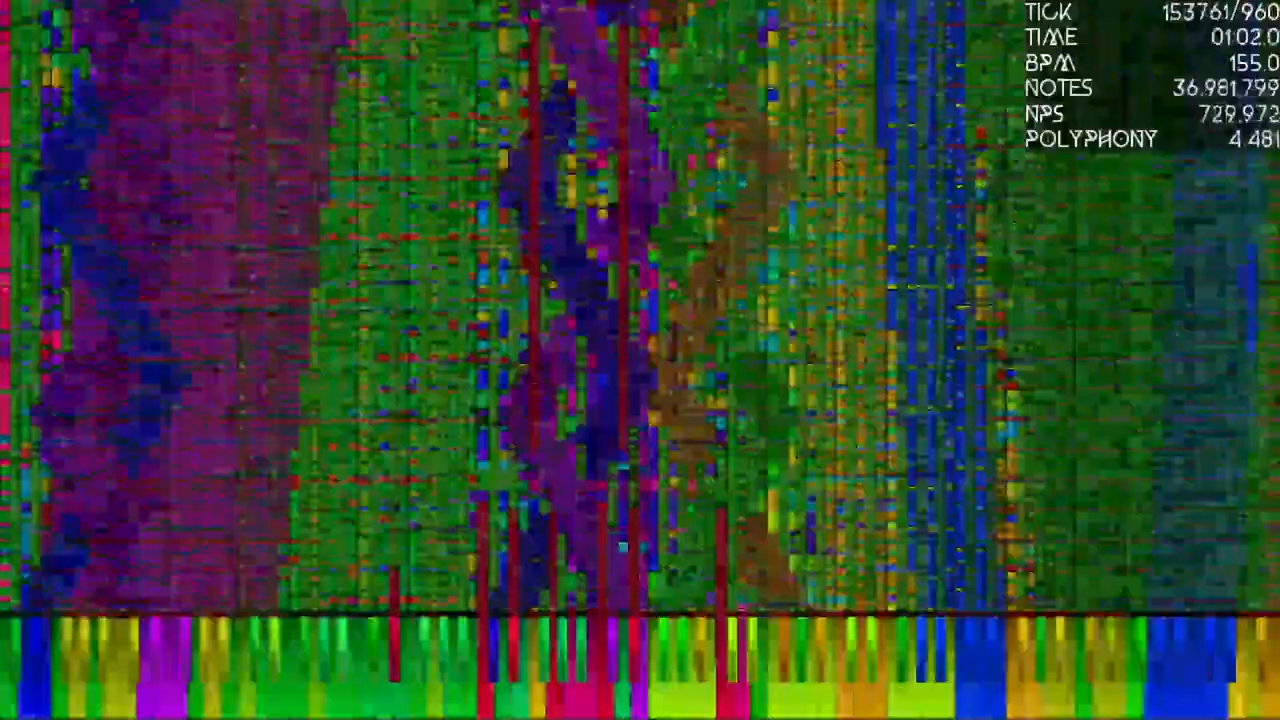 TICK 153761/960
TIME 01:02.0
BPM 155.0
NOTES 36.981.799
NPS 729.972
POLYPHONY 4.481